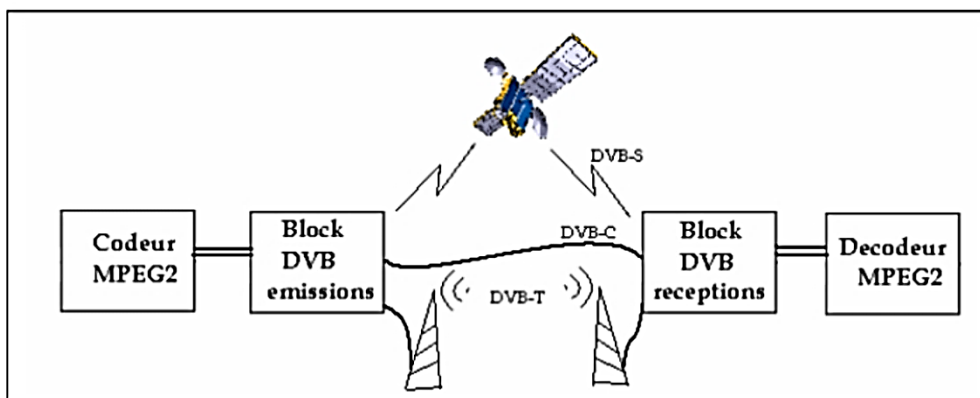 DVB-S
Codeur
MPEG2
Block
DVB
emissions
DVB-C
DVB-T
Block
DVB
receptions
Decodeur
MPEG2